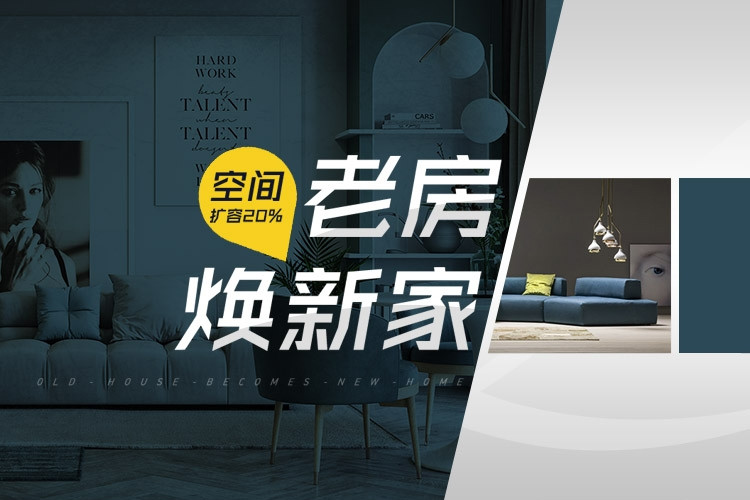 HARD
WORK
beats
TALENT
when
TALENT
doesn't
W
CARS
空间
扩容20%
老房
焕新家
OLD-HOUSE-BECOMES-NEW-HOME